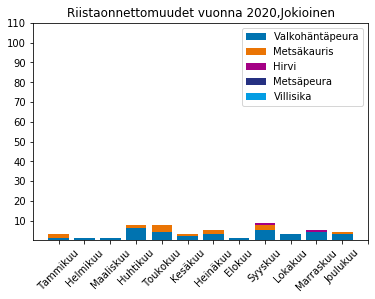 Riistaonnettomuudet vuonna 2020,Jokioinen
110
100
90
80
70
60
50
40
30
20
10
Valkohäntäpeura
Metsäkauris
Hirvi
Metsäpeura
Villisika
Tammikuu
Helmikuu
Maaliskuu
Huhtikuu
Toukokuu
Kesäkuu
Heinäkuu
Elokuu
Syyskuu
Lokakuu
Marraskuu
Joulukuu